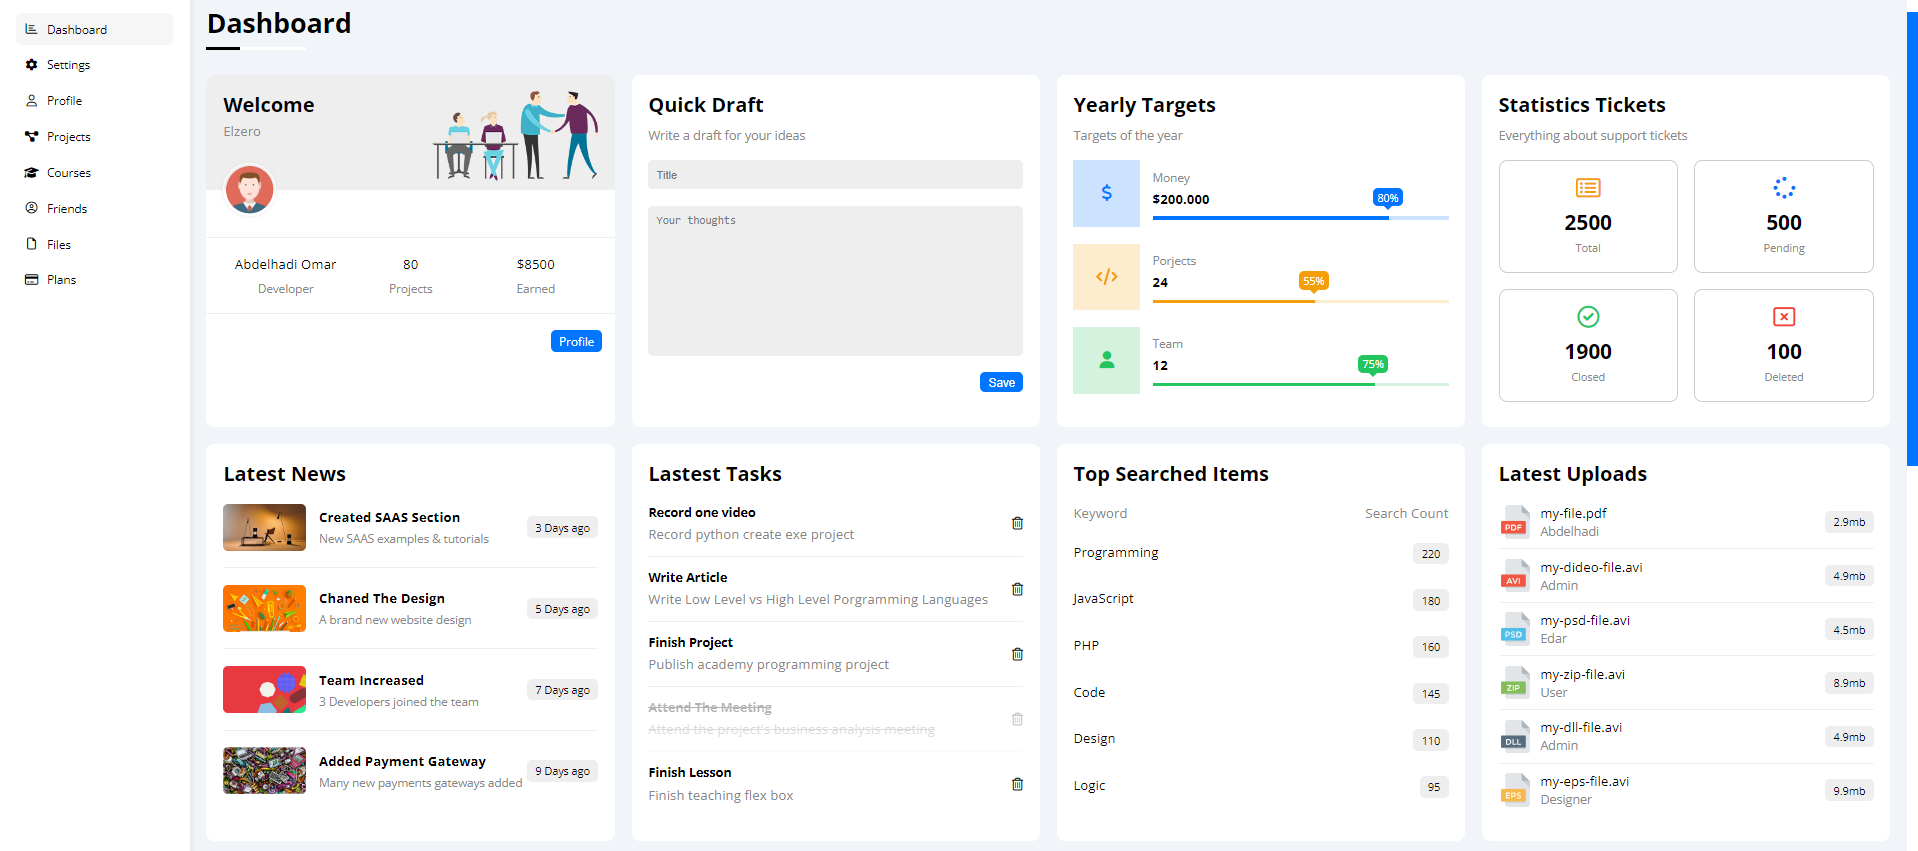 Dashboard
Settings
Profile
Projects
Courses
Friends
Files
Plans
Dashboard
Welcome
Elzero
Abdelhadi Omar
Developer
80
Projects
$8500
Earned
Profile
Quick Draft
Write a draft for your ideas
Title
Your thoughts
Save
Yearly Targets
Targets of the year
Money
$200.000
80%
Porjects
24
55%
Team
12
75%
Statistics Tickets
Everything about support tickets
2500
Total
500
Pending
1900
Closed
100
Deleted
Latest News
Created SAAS Section
New SAAS examples & tutorials
3 Days ago
Chaned The Design
A brand new website design
5 Days ago
Team Increased
3 Developers joined the team
7 Days ago
Added Payment Gateway
Many new payments gateways added
9 Days ago
Lastest Tasks
Record one video
Record python create exe project
Write Article
Write Low Level vs High Level Porgramming Languages
Finish Project
Publish academy programming project
Attend The Meeting
Attend the project's business analysis meeting
Finish Lesson
Finish teaching flex box
Top Searched Items
Keyword Search Count
Programming 220
JavaScript 180
PHP 160
Code 145
Design 110
Logic 95
Latest Uploads
PDF
my-file.pdf
Abdelhadi
2.9mb
AVI
my-dideo-file.avi
Admin
4.9mb
PSD
my-psd-file.avi
Edar
4.5mb
ZIP
my-zip-file.avi
User
8.9mb
DLL
my-dll-file.avi
Admin
4.9mb
EPS
my-eps-file.avi
Designer
9.9mb